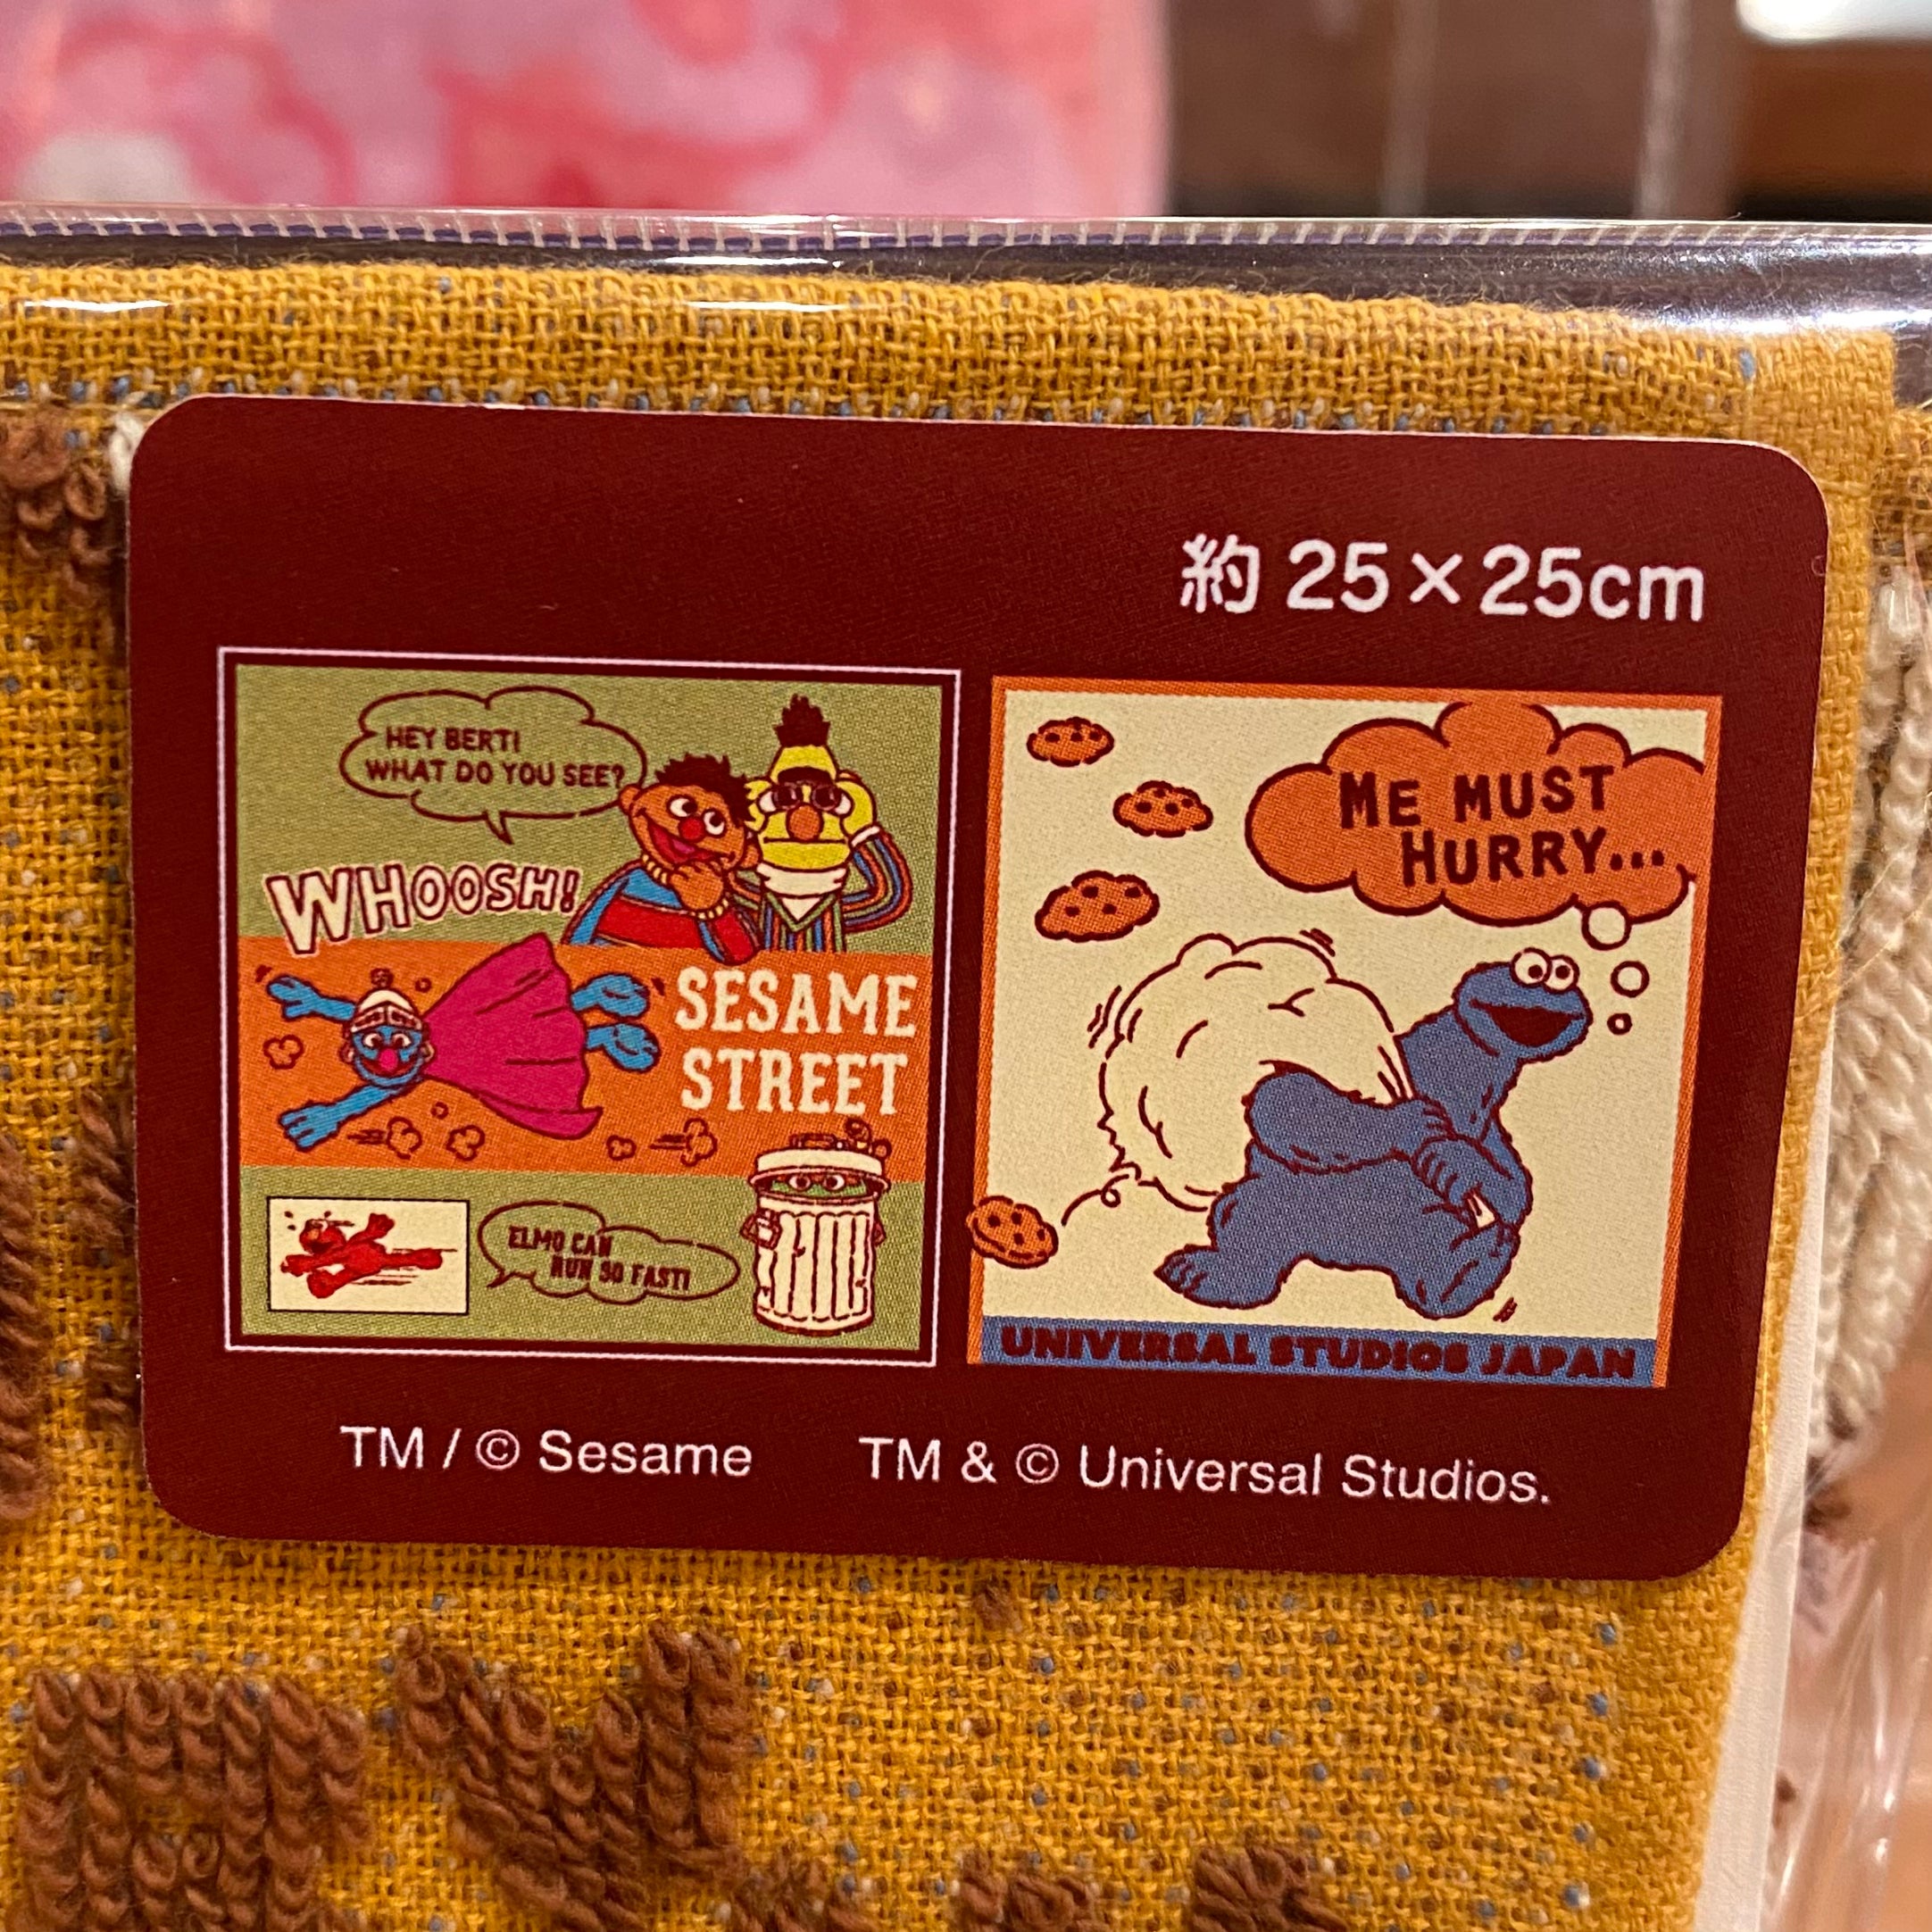 約 25×25cm
HEY BERT!
WHAT DO YOU SEE?
WHOOSH!
SESAME
STREET
ELMO CAN
RUN SO FAST!
ME MUST
HURRY...
UNIVERSAL STUDIOS JAPAN
TM / © Sesame
TM & © Universal Studios.